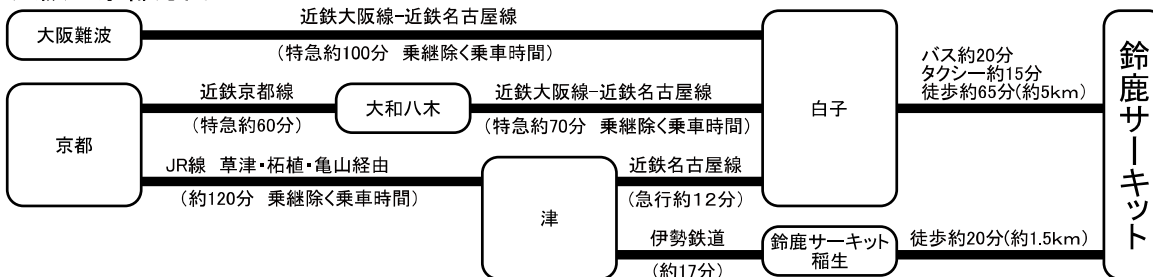 大阪難波
近鉄大阪線−近鉄名古屋線
(特急約100分 乗継除く乗車時間)
京都
近鉄京都線
(特急約60分)
大和八木
近鉄大阪線−近鉄名古屋線
(特急約70分 乗継除く乗車時間)
白子
バス約20分
タクシー約15分
徒歩約65分(約5km)
鈴鹿サーキット
JR線 草津・柘植・亀山経由
(約120分 乗継除く乗車時間)
津
近鉄名古屋線
(急行約12分)
伊勢鉄道
(約17分)
鈴鹿サーキット
稲生
徒歩約20分(約1.5km)